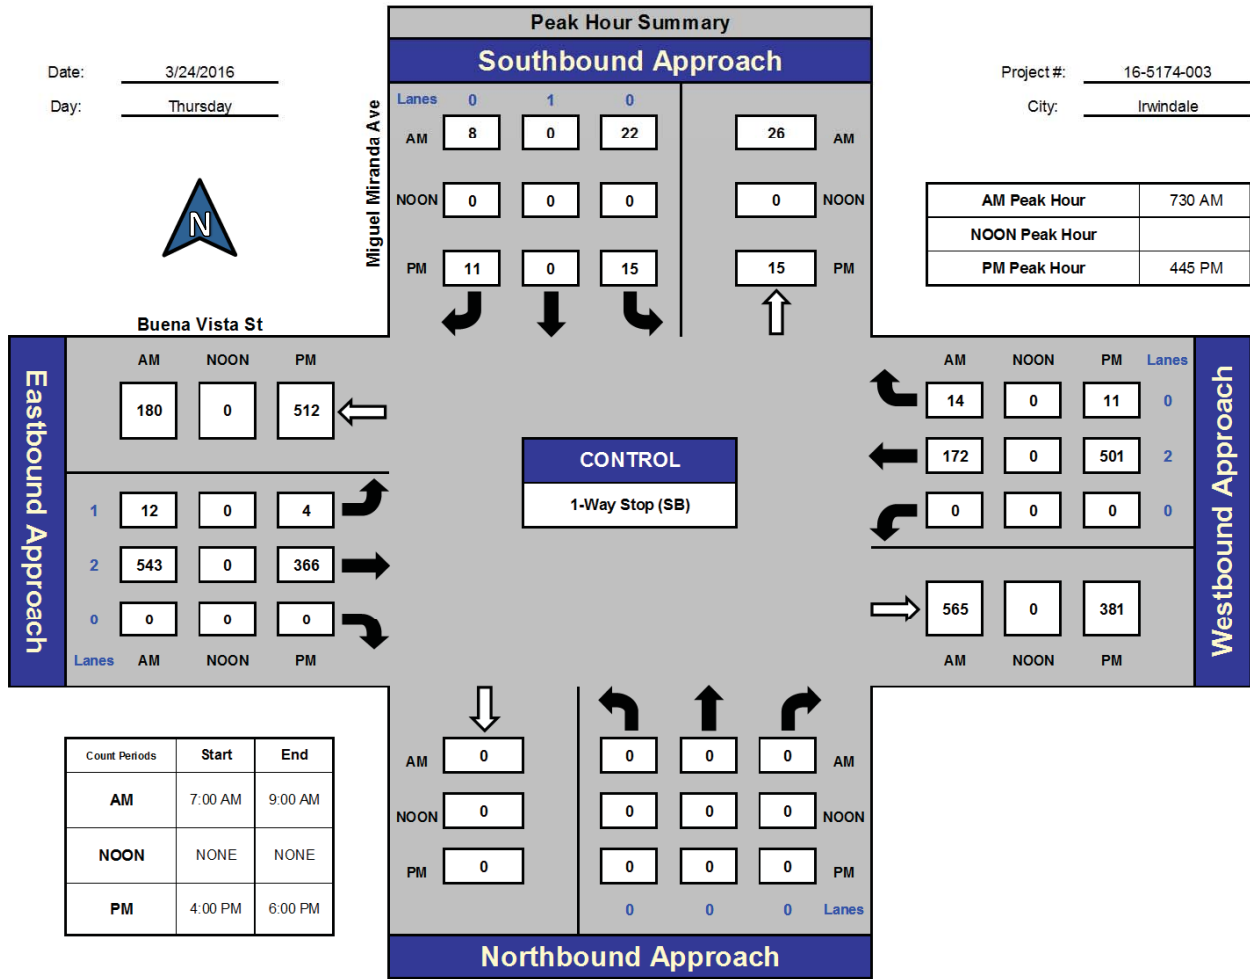 Peak Hour Summary
Southbound Approach
Date: 3/24/2016
Day: Thursday
Project #: 16-5174-003
City: Irwindale
Miguel Miranda Ave
Lanes 0 1 0
AM 8 0 22 26 AM
NOON 0 0 0 0 NOON
PM 11 0 15 15 PM
N
AM Peak Hour 730 AM
NOON Peak Hour
PM Peak Hour 445 PM
Buena Vista St
Eastbound Approach
AM NOON PM
180 0 512
1 12 0 4
2 543 0 366
0 0 0 0
Lanes AM NOON PM
CONTROL
1-Way Stop (SB)
AM NOON PM Lanes
14 0 11 0
172 0 501 2
0 0 0 0
565 0 381
AM NOON PM
Westbound Approach
Count Periods Start End
AM 7:00 AM 9:00 AM
NOON NONE NONE
PM 4:00 PM 6:00 PM
AM 0 0 0 0 AM
NOON 0 0 0 0 NOON
PM 0 0 0 0 PM
0 0 0 Lanes
Northbound Approach